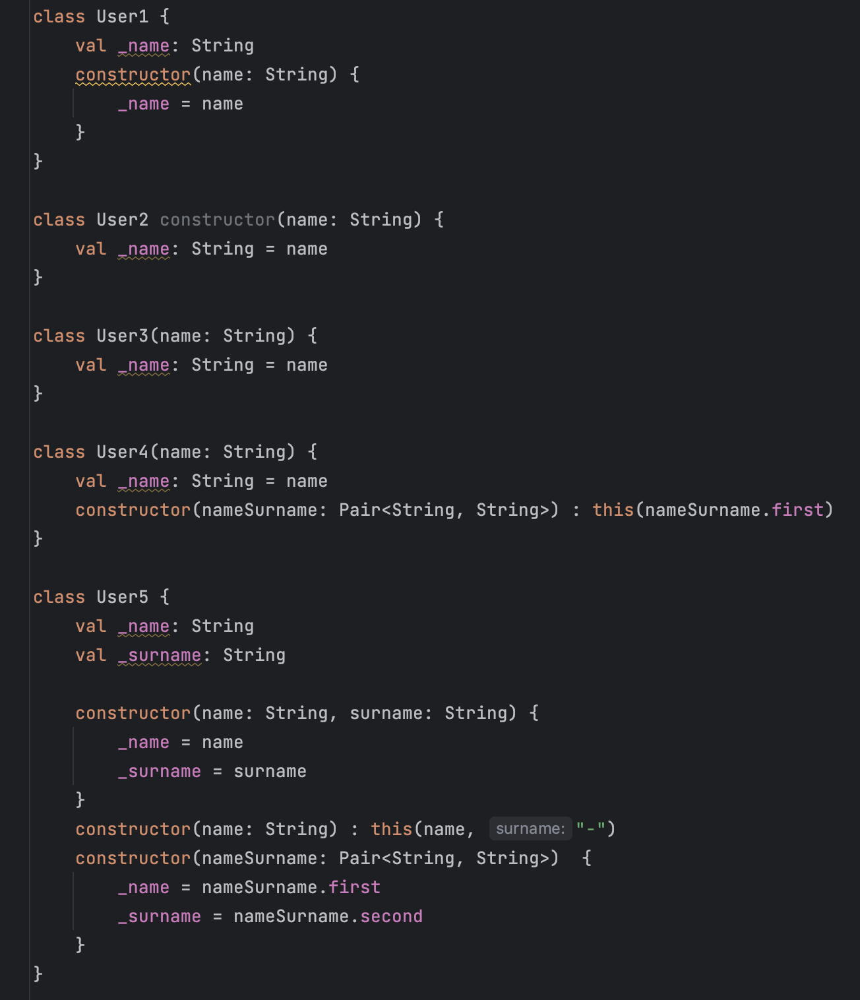 class User1 {
    val _name: String
    constructor(name: String) {
        _name = name
    }
}

class User2 constructor(name: String) {
    val _name: String = name
}

class User3(name: String) {
    val _name: String = name
}

class User4(name: String) {
    val _name: String = name
    constructor(nameSurname: Pair<String, String>) : this(nameSurname.first)
}

class User5 {
    val _name: String
    val _surname: String

    constructor(name: String, surname: String) {
        _name = name
        _surname = surname
    }
    constructor(name: String) : this(name, surname: "-")
    constructor(nameSurname: Pair<String, String>)  {
        _name = nameSurname.first
        _surname = nameSurname.second
    }
}